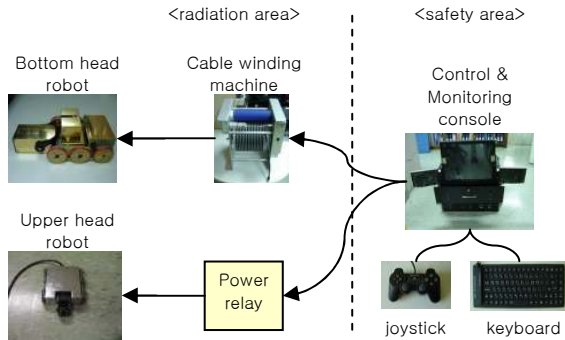 <radiation area>
<safety area>
Bottom head
robot
Cable winding
machine
Control &
Monitoring
console
Upper head
robot
Power
relay
joystick
keyboard